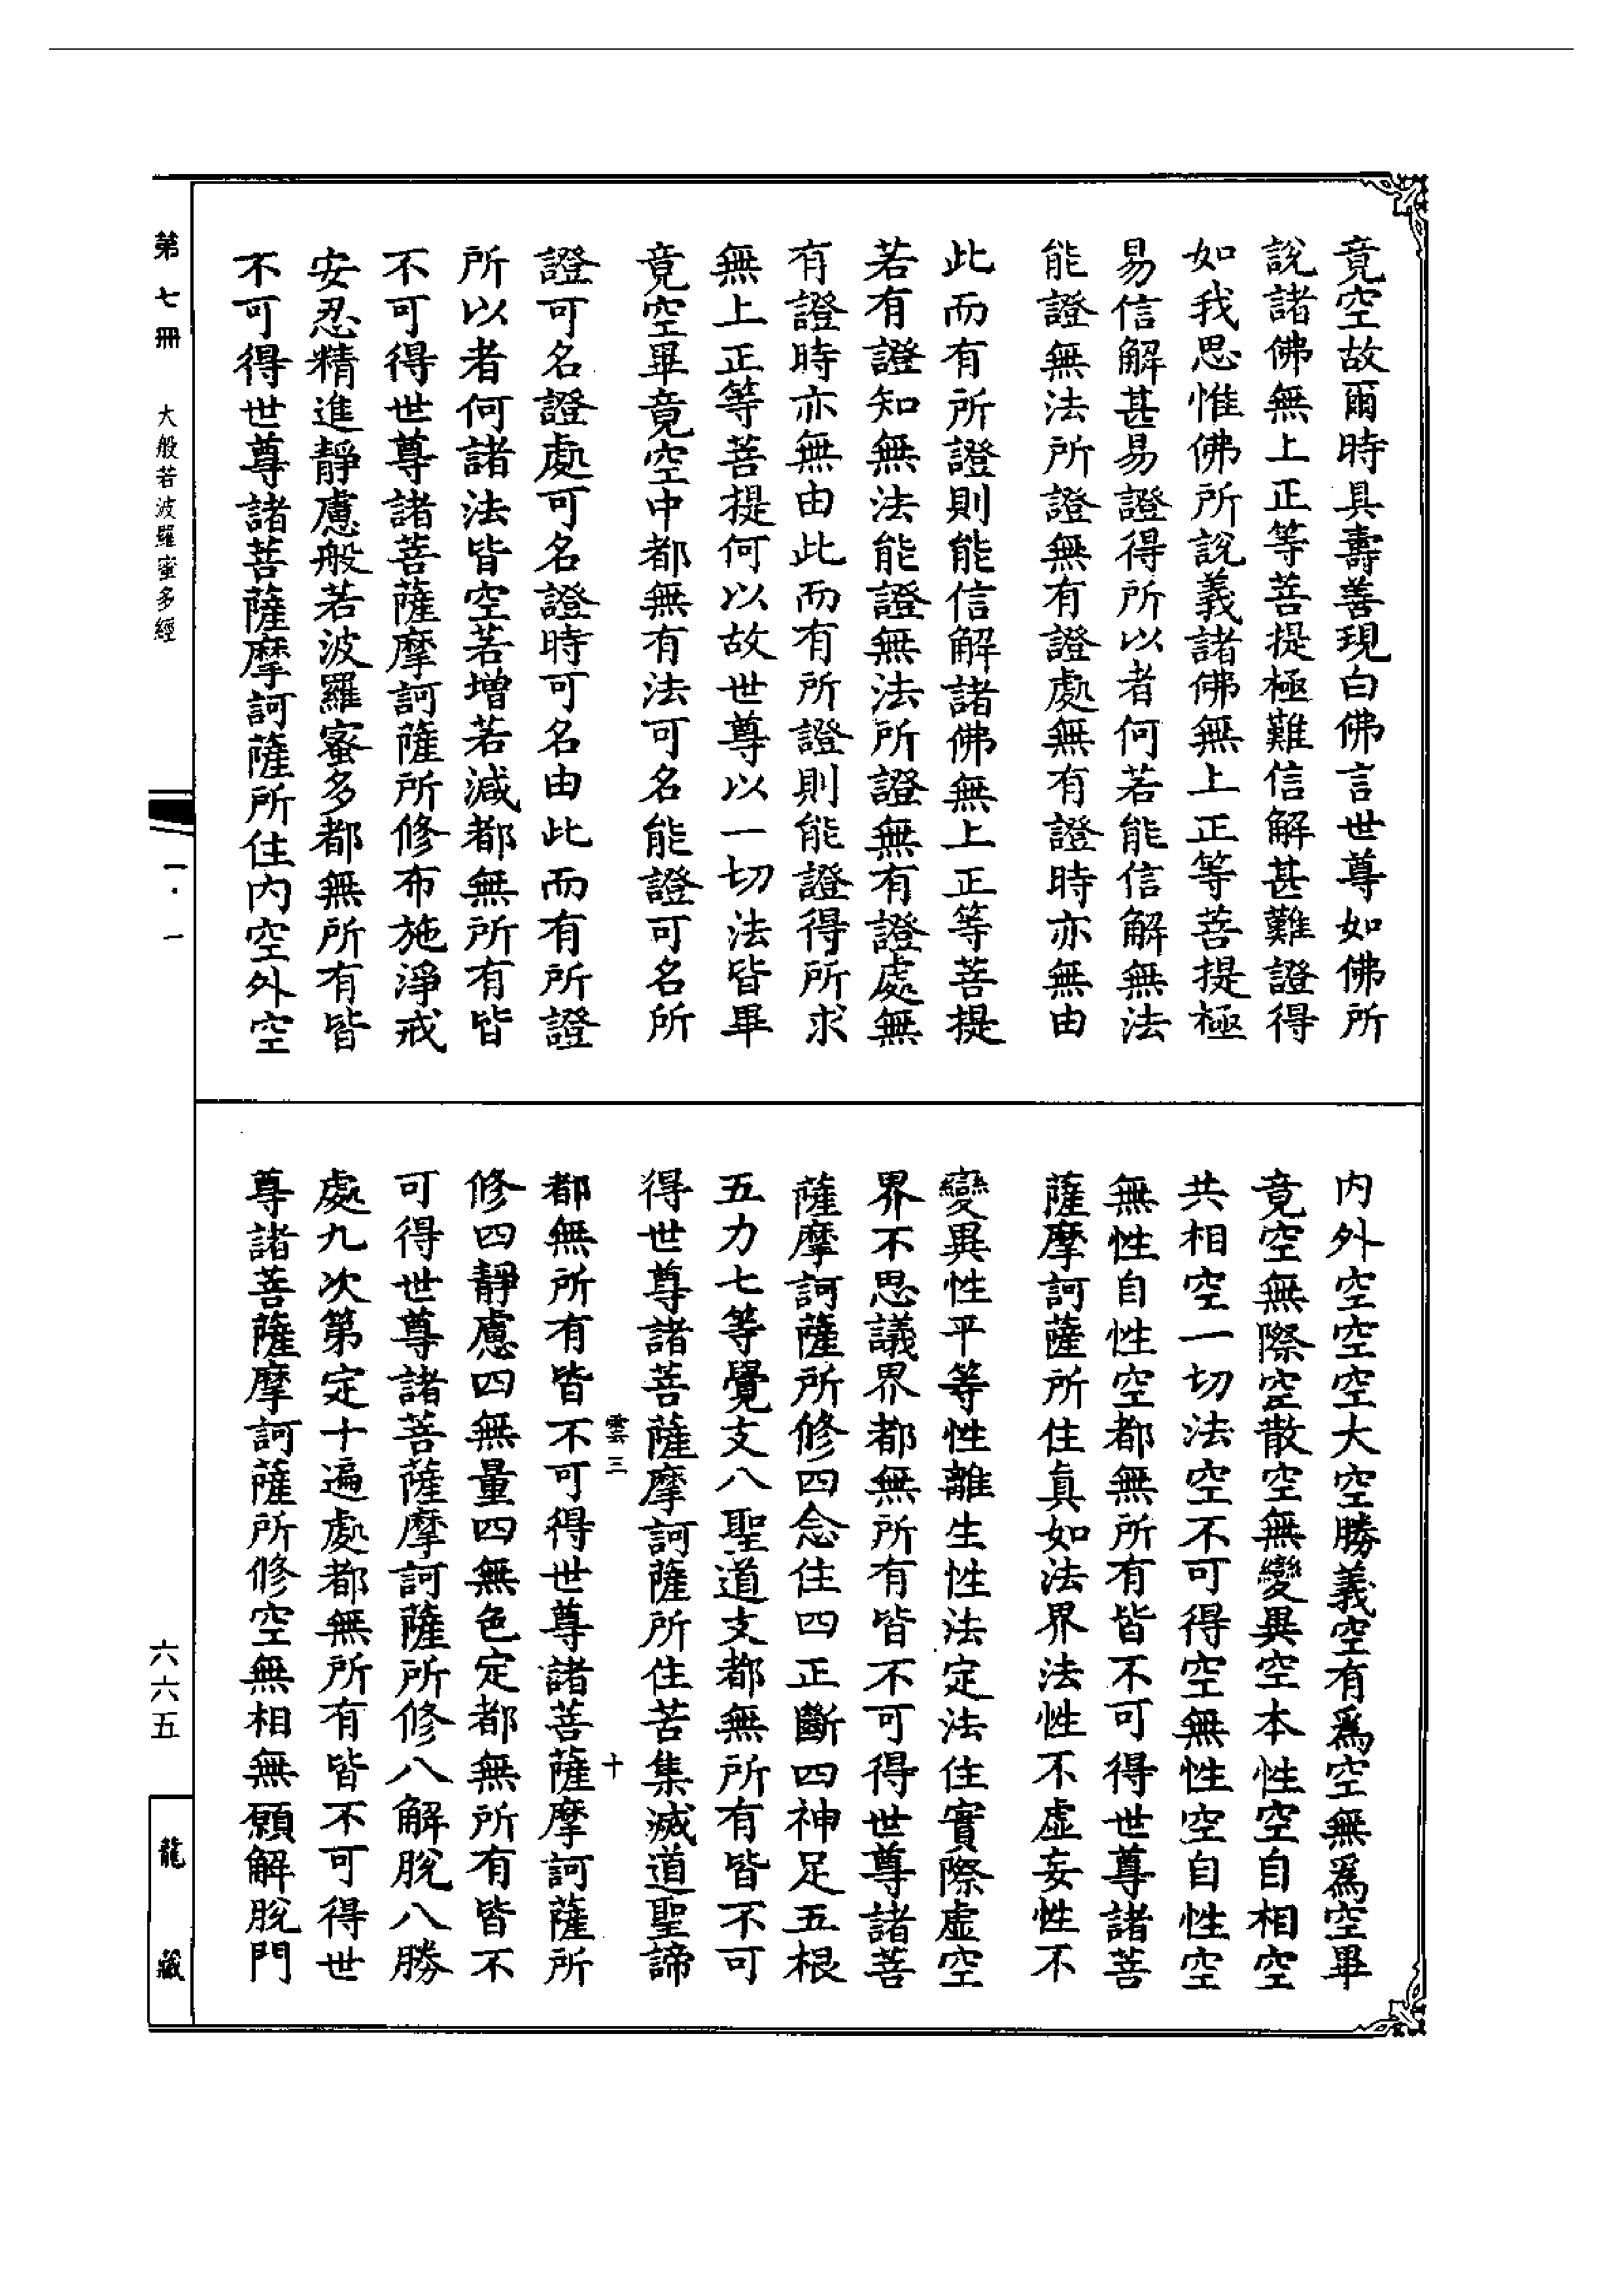 竟空故爾時具壽善現白佛言世尊如佛所
說諸佛無上正等菩提極難信解甚難證得
如我思惟佛所說義諸佛無上正等菩提極
易信解甚易證得所以者何若能信解無法
能證無法所證無有證處無有證時亦無由
此而有所證則能信解諸佛無上正等菩提
若有證知無法能證無法所證無有證處無
有證時亦無由此而有所證則能證得所求
無上正等菩提何以故世尊以一切法皆畢
竟空畢竟空中都無有法可名能證可名所
證可名證處可名證時可名由此而有所證
所以者何諸法皆空若增若減都無所有皆
不可得世尊諸菩薩摩訶薩所修布施淨戒
安忍精進靜慮般若波羅蜜多都無所有皆
不可得世尊諸菩薩摩訶薩所住內空外空
內外空空空大空勝義空有為空無為空畢
竟空無際空散空無變異空本性空自相空
共相空一切法空不可得空無性空自性空
無性自性空都無所有皆不可得世尊諸菩
薩摩訶薩所住真如法界法性不虛妄性不
變異性平等性離生性法定法住實際虛空
界不思議界都無所有皆不可得世尊諸菩
薩摩訶薩所修四念住四正斷四神足五根
五力七等覺支八聖道支都無所有皆不可
得世尊諸菩薩摩訶薩所住苦集滅道聖諦
雲三 十
都無所有皆不可得世尊諸菩薩摩訶薩所
修四靜慮四無量四無色定都無所有皆不
可得世尊諸菩薩摩訶薩所修八解脫八勝
處九次第定十遍處都無所有皆不可得世
尊諸菩薩摩訶薩所修空無相無願解脫門
第七冊 大般若波羅蜜多經
一·一
六六五
龍藏